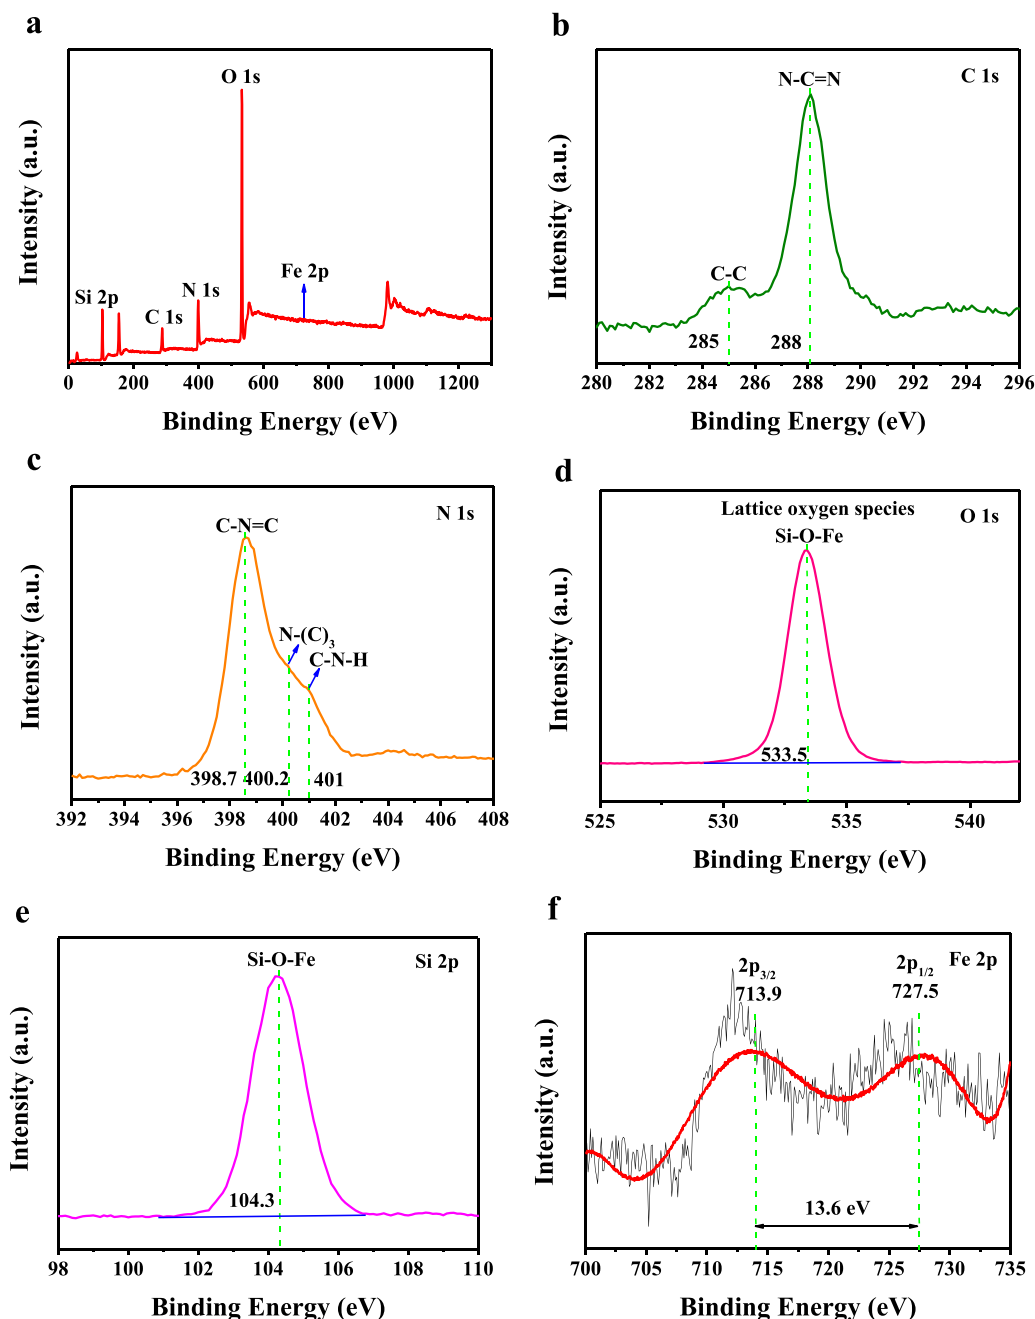 a
O 1s
Fe 2p
N 1s
Si 2p
C 1s
Intensity (a.u.)
0 200 400 600 800 1000 1200
Binding Energy (eV)
b
N-C=N
C 1s
C-C
285 288
Intensity (a.u.)
280 282 284 286 288 290 292 294 296
Binding Energy (eV)
c
N 1s
C-N=C
N-(C)3
C-N-H
398.7 400.2 401
Intensity (a.u.)
392 394 396 398 400 402 404 406 408
Binding Energy (eV)
d
Lattice oxygen species
O 1s
Si-O-Fe
533.5
Intensity (a.u.)
525 530 535 540
Binding Energy (eV)
e
Si-O-Fe
Si 2p
104.3
Intensity (a.u.)
98 100 102 104 106 108 110
Binding Energy (eV)
f
2p3/2
713.9
2p1/2
727.5
Fe 2p
13.6 eV
Intensity (a.u.)
700 705 710 715 720 725 730 735
Binding Energy (eV)